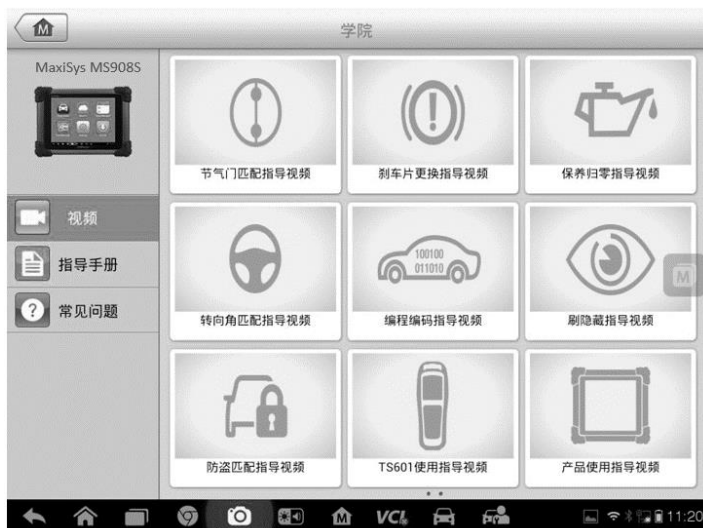 学院
MaxiSys MS908S
视频
指导手册
常见问题
节气门匹配指导视频
刹车片更换指导视频
保养归零指导视频
转向角匹配指导视频
100100
011010
编程编码指导视频
刷隐藏指导视频
防盗匹配指导视频
TS601使用指导视频
产品使用指导视频
M
M
M
VCI
11:20